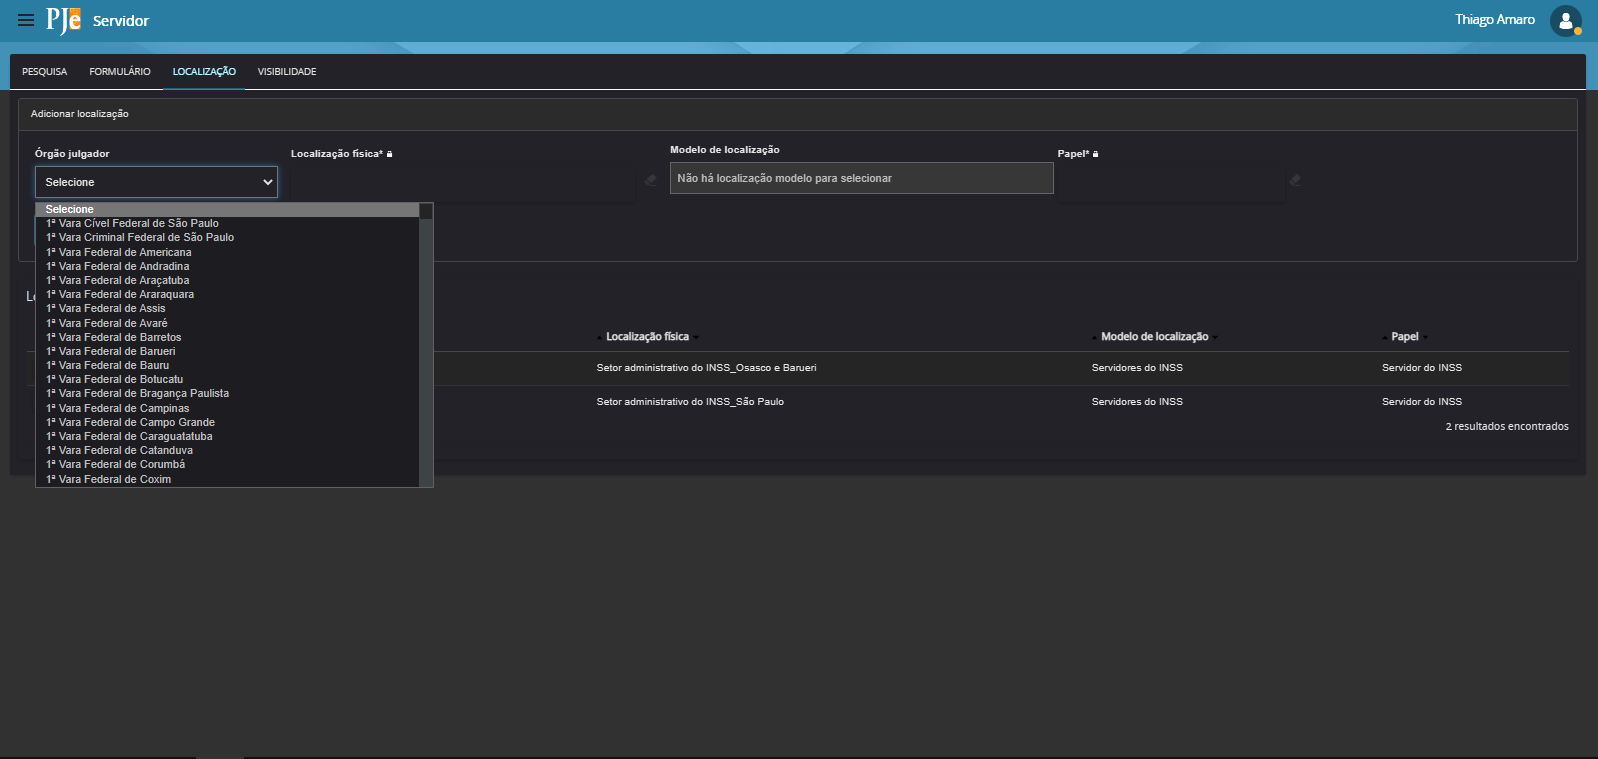 PJe Servidor
Thiago Amaro
PESQUISA FORMULÁRIO LOCALIZAÇÃO VISIBILIDADE
Adicionar localização
Órgão julgador
Localização física*
Modelo de localização
Papel*
Selecione
Não há localização modelo para selecionar
Selecione
1ª Vara Cível Federal de São Paulo
1ª Vara Criminal Federal de São Paulo
1ª Vara Federal de Americana
1ª Vara Federal de Andradina
1ª Vara Federal de Araçatuba
1ª Vara Federal de Araraquara
1ª Vara Federal de Assis
1ª Vara Federal de Avaré
1ª Vara Federal de Barretos
1ª Vara Federal de Barueri
1ª Vara Federal de Bauru
1ª Vara Federal de Botucatu
1ª Vara Federal de Bragança Paulista
1ª Vara Federal de Campinas
1ª Vara Federal de Campo Grande
1ª Vara Federal de Caraguatatuba
1ª Vara Federal de Catanduva
1ª Vara Federal de Corumbá
1ª Vara Federal de Coxim
Localização física Modelo de localização Papel
Setor administrativo do INSS_Osasco e Barueri Servidores do INSS Servidor do INSS
Setor administrativo do INSS_São Paulo Servidores do INSS Servidor do INSS
2 resultados encontrados